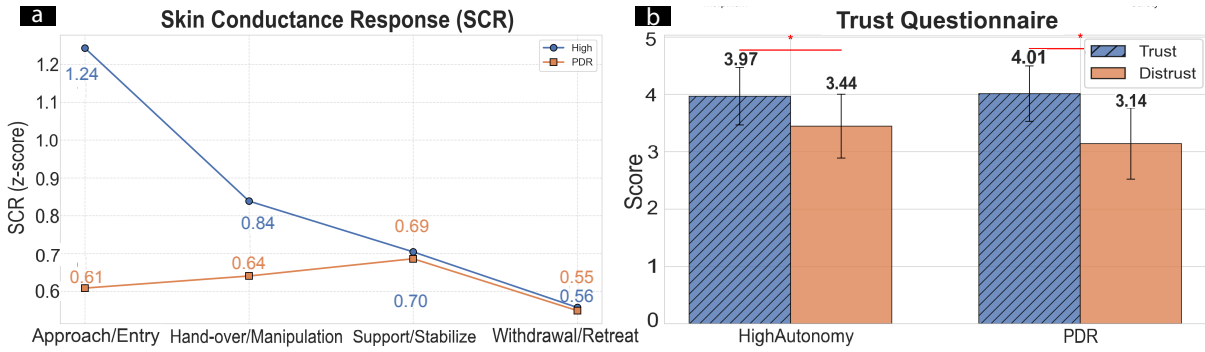 a
Skin Conductance Response (SCR)
High
PDR
SCR (z-score)
1.2
1.1
1.0
0.9
0.8
0.7
0.6
1.24
0.84
0.70
0.56
0.61
0.64
0.69
0.55
Approach/Entry
Hand-over/Manipulation
Support/Stabilize
Withdrawal/Retreat
b
Trust Questionnaire
Trust
Distrust
Score
5
4
3
2
1
0
*
3.97
3.44
*
4.01
3.14
HighAutonomy
PDR